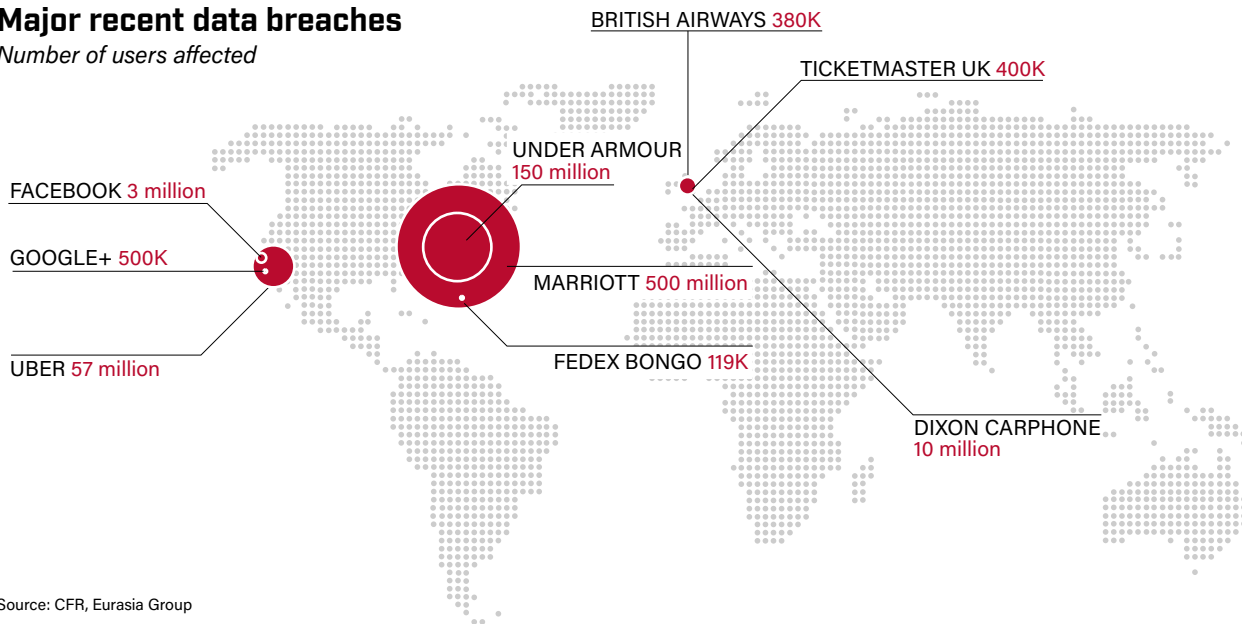 Major recent data breaches
Number of users affected
BRITISH AIRWAYS 380K
TICKETMASTER UK 400K
UNDER ARMOUR
150 million
FACEBOOK 3 million
GOOGLE+ 500K
MARRIOTT 500 million
UBER 57 million
FEDEX BONGO 119K
DIXON CARPHONE
10 million
Source: CFR, Eurasia Group